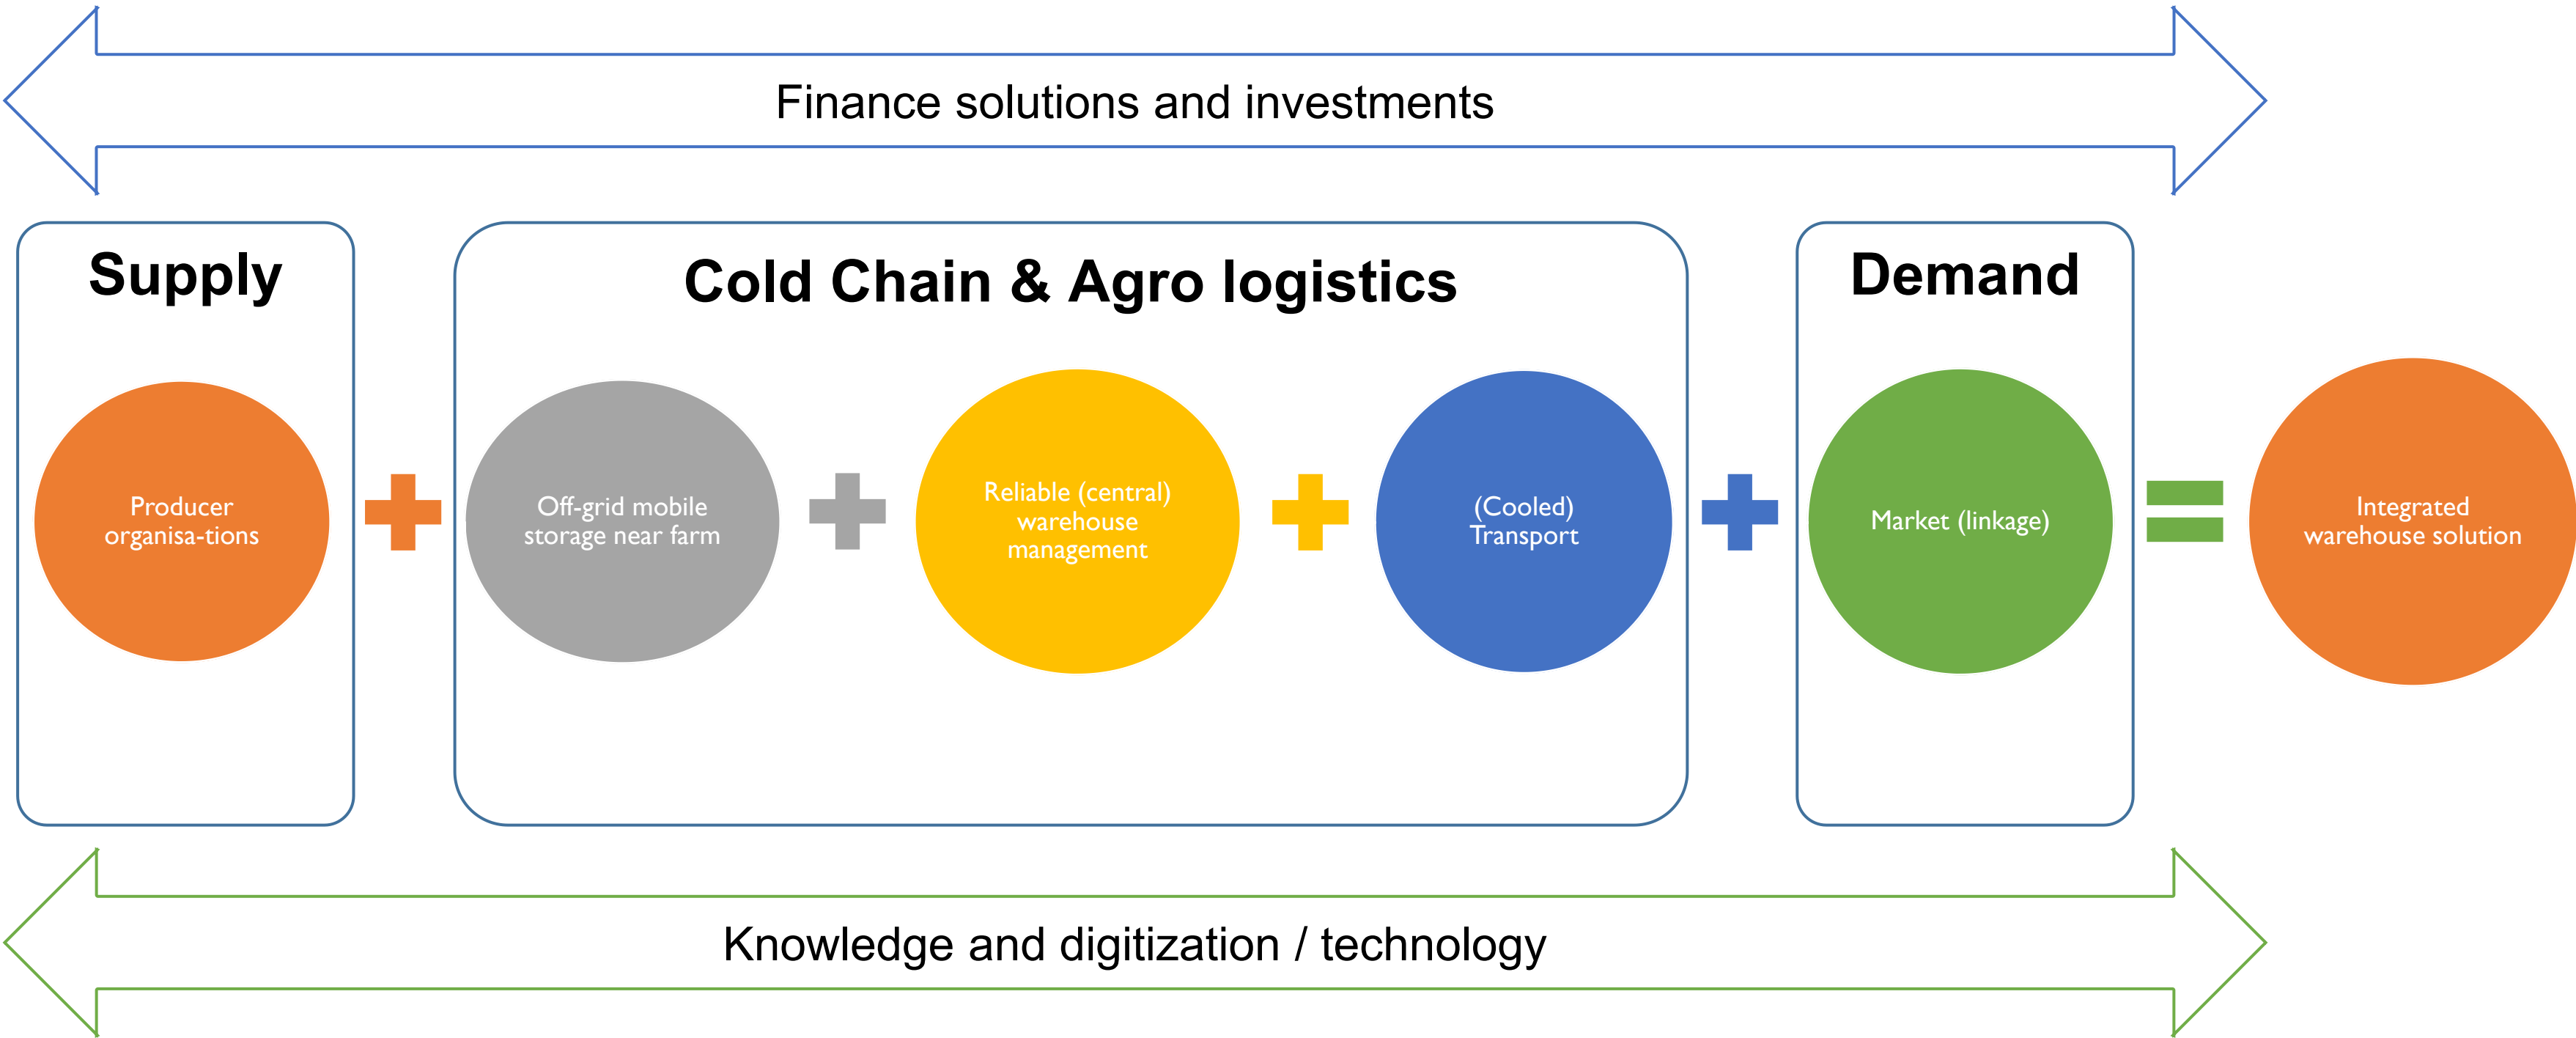 Finance solutions and investments
Supply
Cold Chain & Agro logistics
Demand
Producer
organisa-tions
Off-grid mobile
storage near farm
Reliable (central)
warehouse
management
(Cooled)
Transport
Market (linkage)
Integrated
warehouse solution
Knowledge and digitization / technology